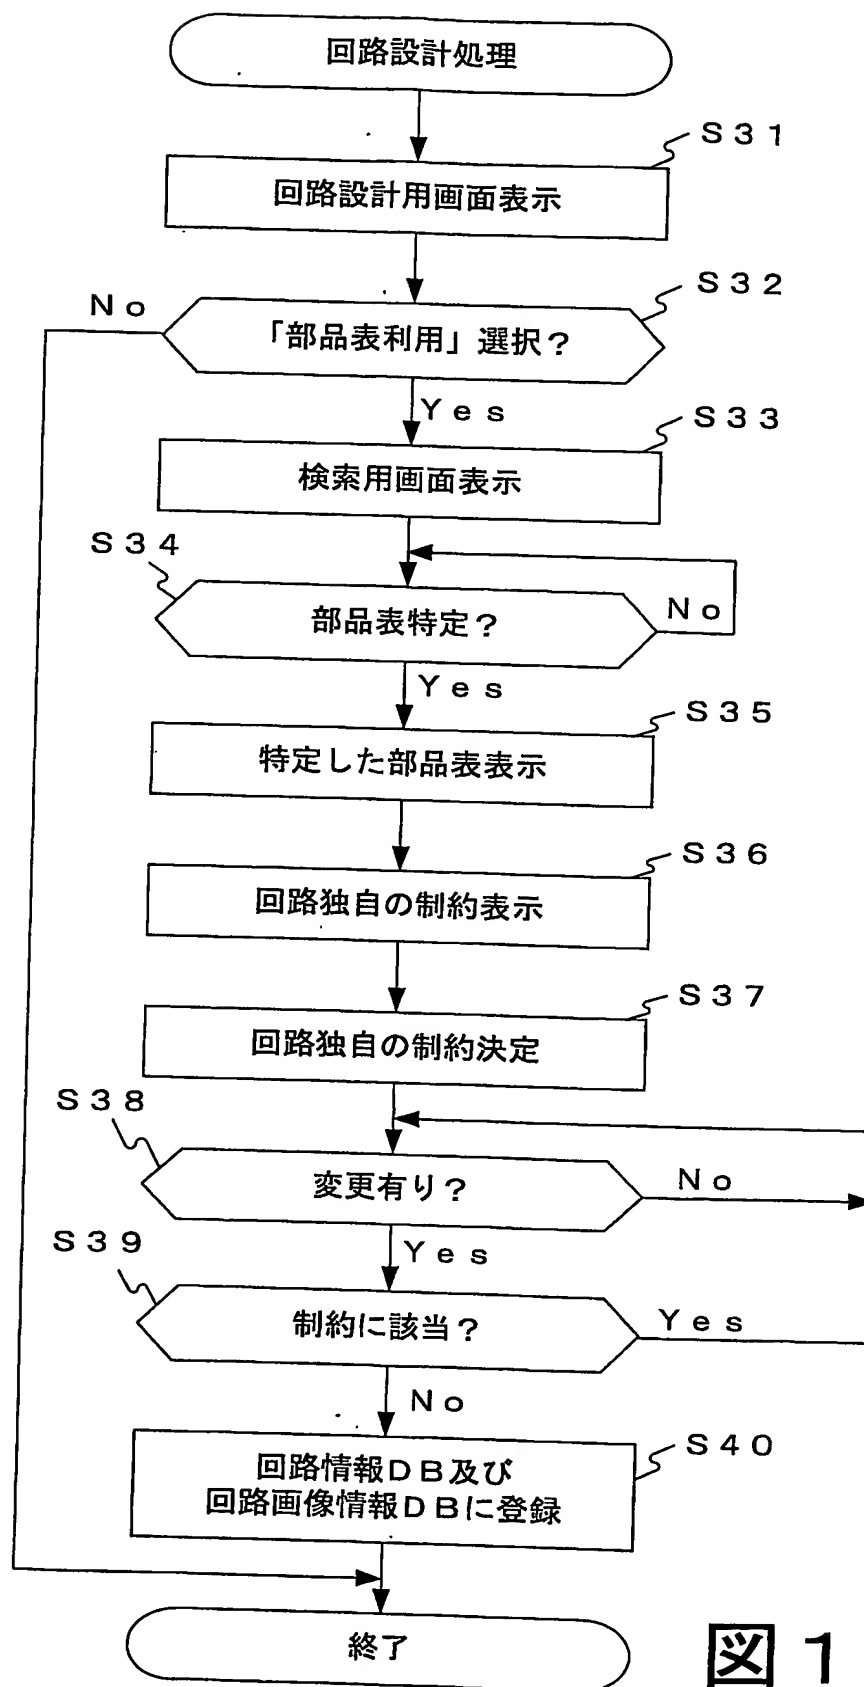 回路設計処理
S31
回路設計用画面表示
S32
No
「部品表利用」選択?
Yes
S33
検索用画面表示
S34
部品表特定?
No
Yes
S35
特定した部品表表示
S36
回路独自の制約表示
S37
回路独自の制約決定
S38
変更有り?
No
Yes
S39
制約に該当?
Yes
No
S40
回路情報DB及び
回路画像情報DBに登録
終了
図1